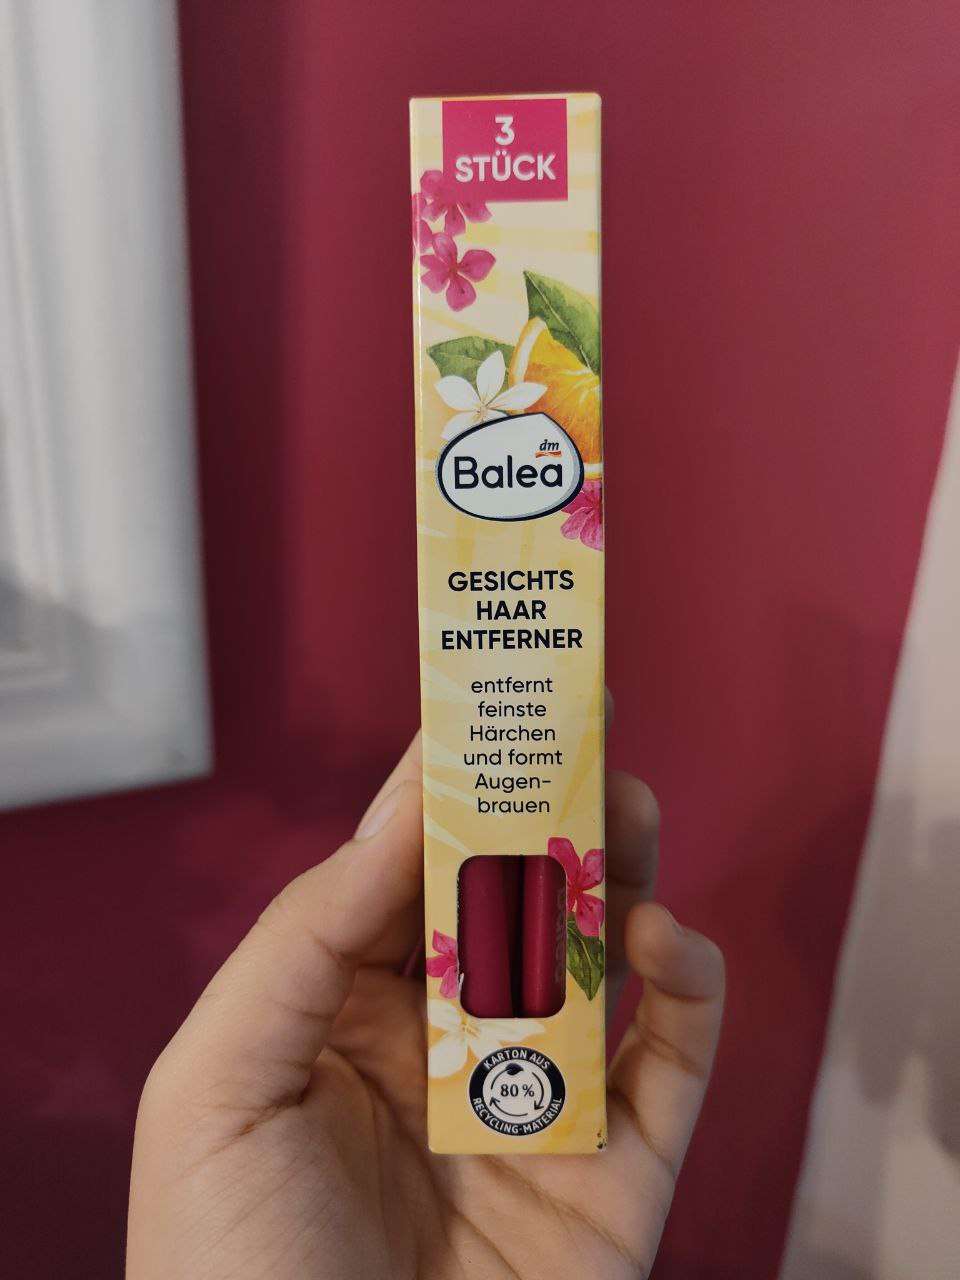 3
STÜCK
dm
Balea
GESICHTS
HAAR
ENTFERNER
entfernt
feinste
Härchen
und formt
Augen-
brauen
KARTON AUS
80 %
RECYCLING-MATERIAL